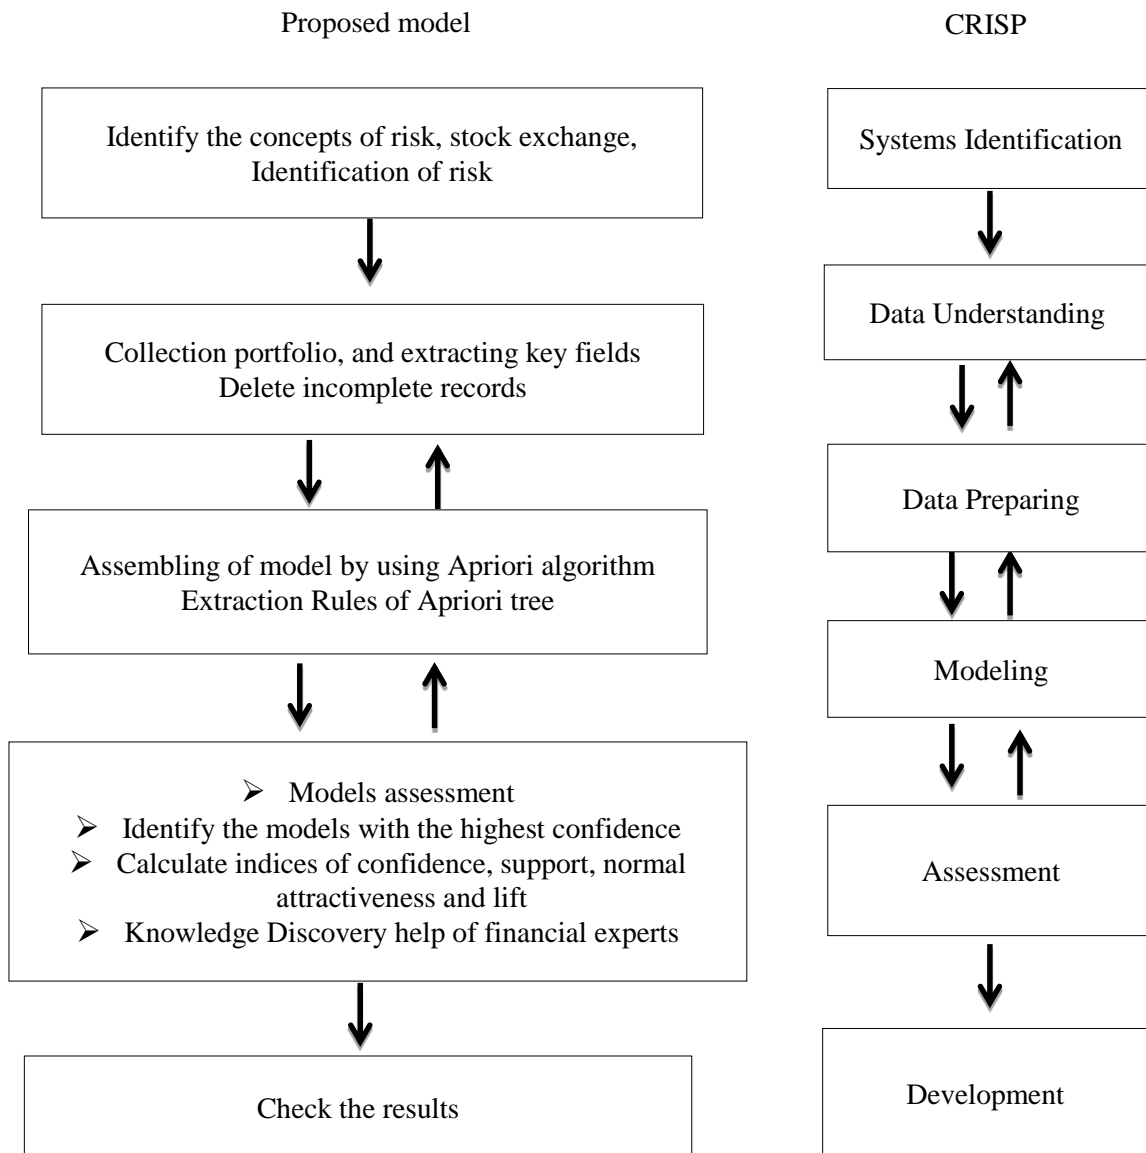 Proposed model
CRISP
Identify the concepts of risk, stock exchange,
Identification of risk
Systems Identification
Collection portfolio, and extracting key fields
Delete incomplete records
Data Understanding
Data Preparing
Assembling of model by using Apriori algorithm
Extraction Rules of Apriori tree
Modeling
➢ Models assessment
➢ Identify the models with the highest confidence
➢ Calculate indices of confidence, support, normal
attractiveness and lift
➢ Knowledge Discovery help of financial experts
Assessment
Check the results
Development